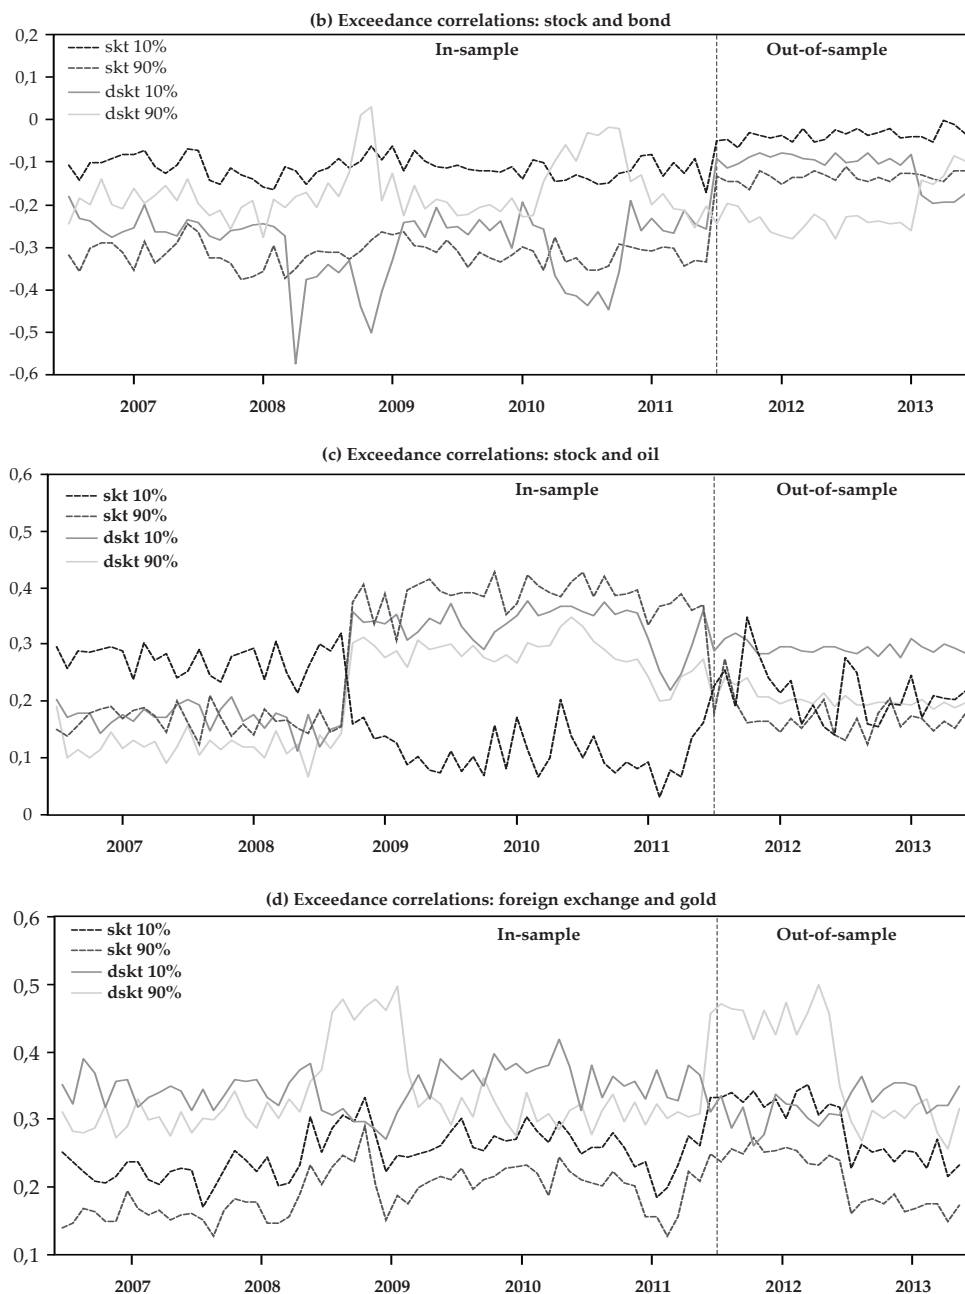 (b) Exceedance correlations: stock and bond
0,2
0,1
0
-0,1
-0,2
-0,3
-0,4
-0,5
-0,6
skt 10%
skt 90%
dskt 10%
dskt 90%
In-sample
Out-of-sample
2007 2008 2009 2010 2011 2012 2013
(c) Exceedance correlations: stock and oil
0,6
0,5
0,4
0,3
0,2
0,1
0
skt 10%
skt 90%
dskt 10%
dskt 90%
In-sample
Out-of-sample
2007 2008 2009 2010 2011 2012 2013
(d) Exceedance correlations: foreign exchange and gold
0,6
0,5
0,4
0,3
0,2
0,1
skt 10%
skt 90%
dskt 10%
dskt 90%
In-sample
Out-of-sample
2007 2008 2009 2010 2011 2012 2013